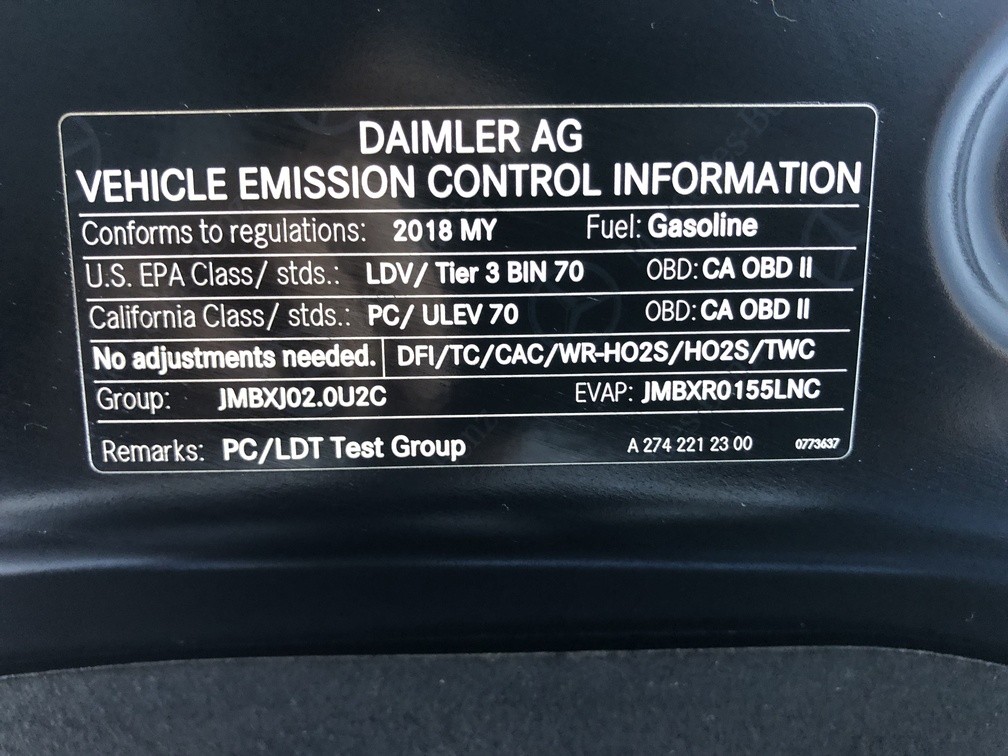 DAIMLER AG
VEHICLE EMISSION CONTROL INFORMATION
Conforms to regulations: 2018 MY Fuel: Gasoline
U.S. EPA Class/ stds.: LDV/ Tier 3 BIN 70 OBD: CA OBD II
California Class/ stds.: PC/ ULEV 70 OBD: CA OBD II
No adjustments needed. DFI/TC/CAC/WR-HO2S/HO2S/TWC
Group: JMBXJ02.0U2C EVAP: JMBXR0155LNC
Remarks: PC/LDT Test Group A 274 221 23 00 0773637